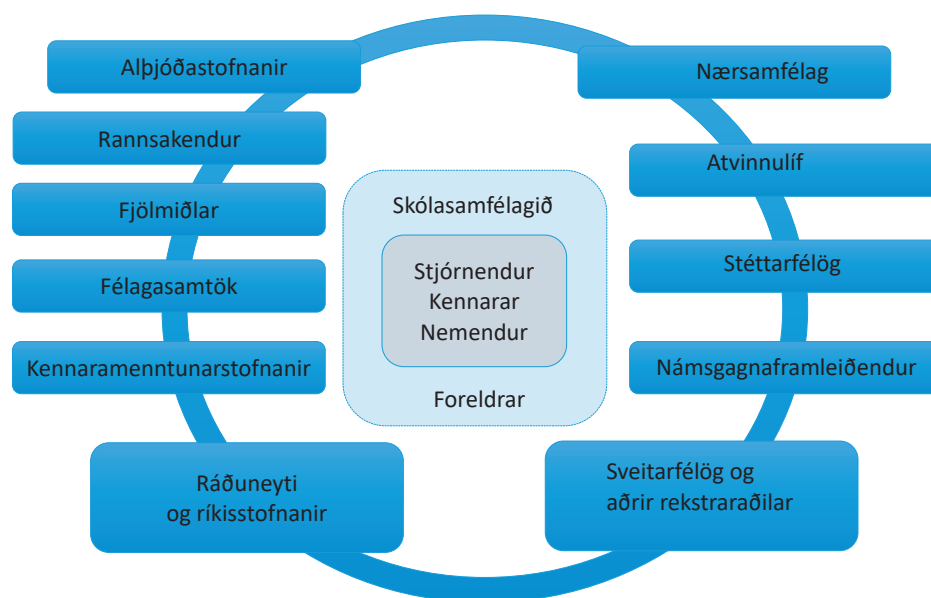 Alþjóðastofnanir
Rannsakendur
Fjölmiðlar
Félagasamtök
Kennaramenntunarstofnanir
Ráðuneyti
og ríkisstofnanir
Skólasamfélagið
Stjórnendur
Kennarar
Nemendur
Foreldrar
Nærsamfélag
Atvinnulíf
Stéttarfélög
Námsgagnaframleiðendur
Sveitarfélög og
aðrir rekstraraðilar